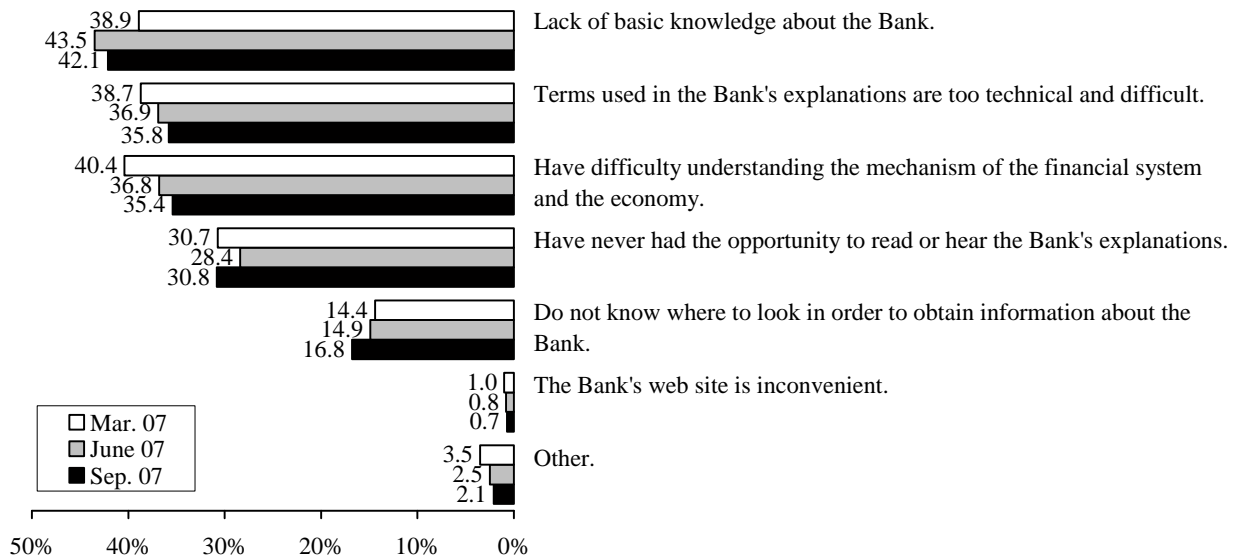 38.9
43.5
42.1
Lack of basic knowledge about the Bank.
38.7
36.9
35.8
Terms used in the Bank's explanations are too technical and difficult.
40.4
36.8
35.4
Have difficulty understanding the mechanism of the financial system
and the economy.
30.7
28.4
30.8
Have never had the opportunity to read or hear the Bank's explanations.
14.4
14.9
16.8
Do not know where to look in order to obtain information about the
Bank.
1.0
0.8
0.7
The Bank's web site is inconvenient.
3.5
2.5
2.1
Other.
Mar. 07
June 07
Sep. 07
50% 40% 30% 20% 10% 0%